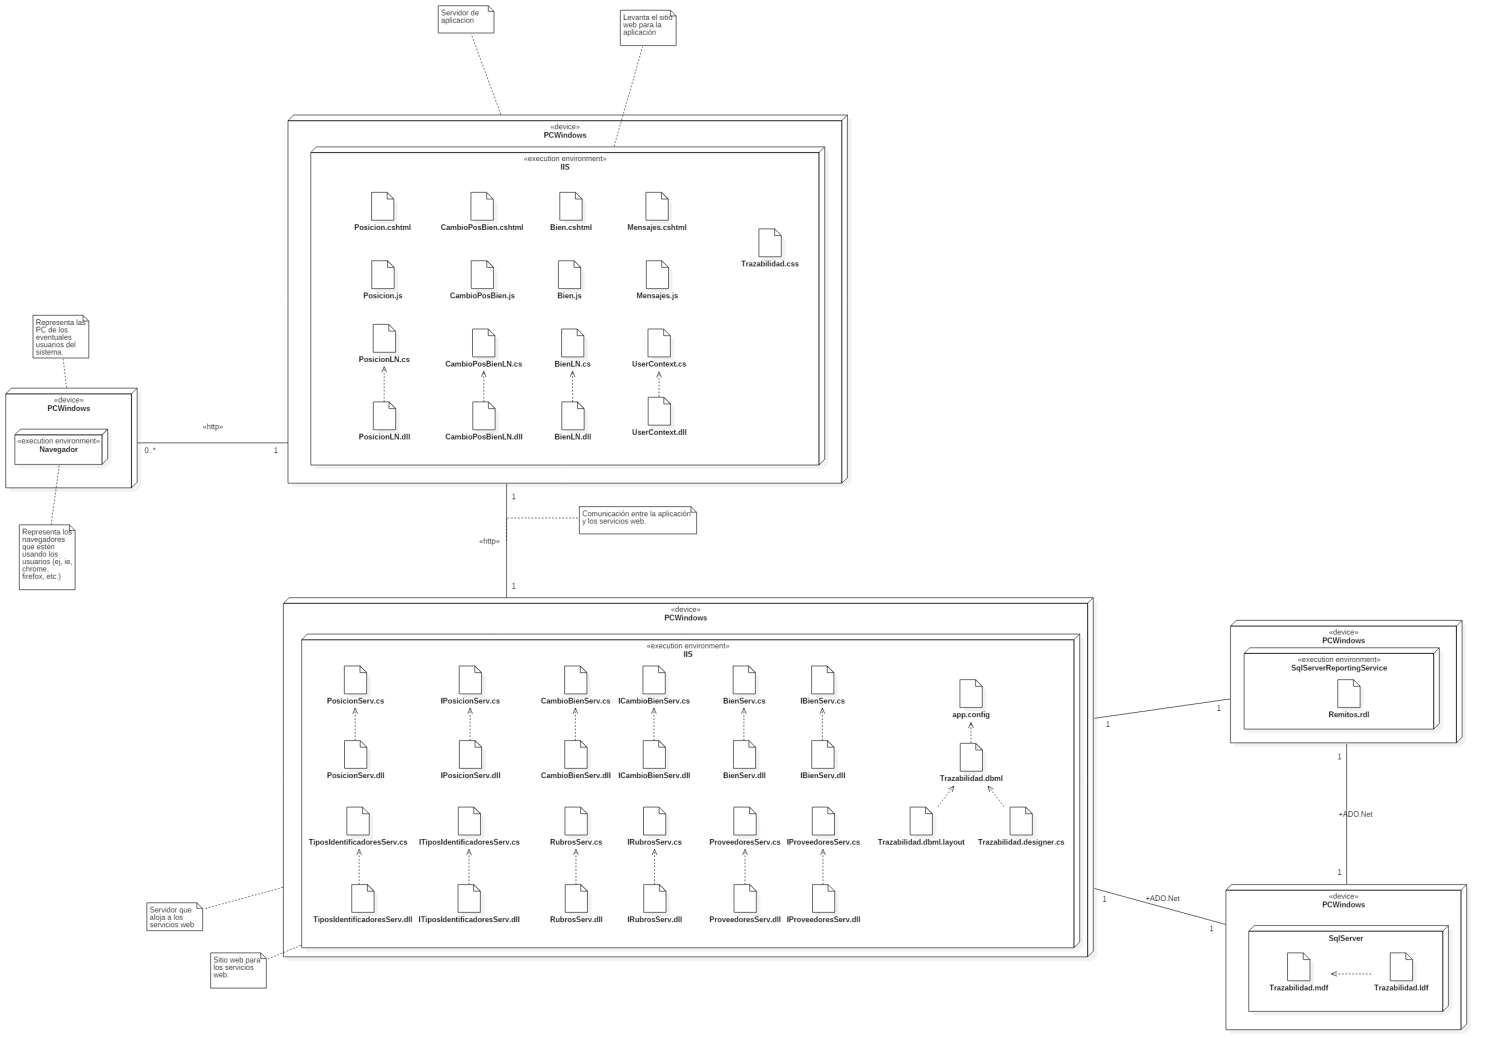 Servidor de
aplicacion
Levanta el sitio
web para la
aplicación
«device»
PCWindows
«execution environment»
IIS
Posicion.cshtml
CambioPosBien.cshtml
Bien.cshtml
Mensajes.cshtml
Trazabilidad.css
Posicion.js
CambioPosBien.js
Bien.js
Mensajes.js
PosicionLN.cs
CambioPosBienLN.cs
BienLN.cs
UserContext.cs
PosicionLN.dll
CambioPosBienLN.dll
BienLN.dll
UserContext.dll
Representa las
PC de los
eventuales
usuarios del
sistema.
«device»
PCWindows
«execution environment»
Navegador
«http»
0..*
1
Representa los
navegadores
que estén
usando los
usuarios (ej, ie,
chrome,
firefox, etc.)
1
Comunicación entre la aplicación
y los servicios web.
«http»
1
«device»
PCWindows
«execution environment»
IIS
PosicionServ.cs
IPosicionServ.cs
CambioBienServ.cs
ICambioBienServ.cs
BienServ.cs
IBienServ.cs
app.config
PosicionServ.dll
IPosicionServ.dll
CambioBienServ.dll
ICambioBienServ.dll
BienServ.dll
IBienServ.dll
Trazabilidad.dbml
TiposIdentificadoresServ.cs
ITiposIdentificadoresServ.cs
RubrosServ.cs
IRubrosServ.cs
ProveedoresServ.cs
IProveedoresServ.cs
Trazabilidad.dbml.layout
Trazabilidad.designer.cs
TiposIdentificadoresServ.dll
ITiposIdentificadoresServ.dll
RubrosServ.dll
IRubrosServ.dll
ProveedoresServ.dll
IProveedoresServ.dll
Servidor que
aloja a los
servicios web
Sitio web para
los servicios
web.
«device»
PCWindows
«execution environment»
SqlServerReportingService
Remitos.rdl
1
1
1
+ADO.Net
1
1
+ADO.Net
1
«device»
PCWindows
SqlServer
Trazabilidad.mdf
Trazabilidad.ldf